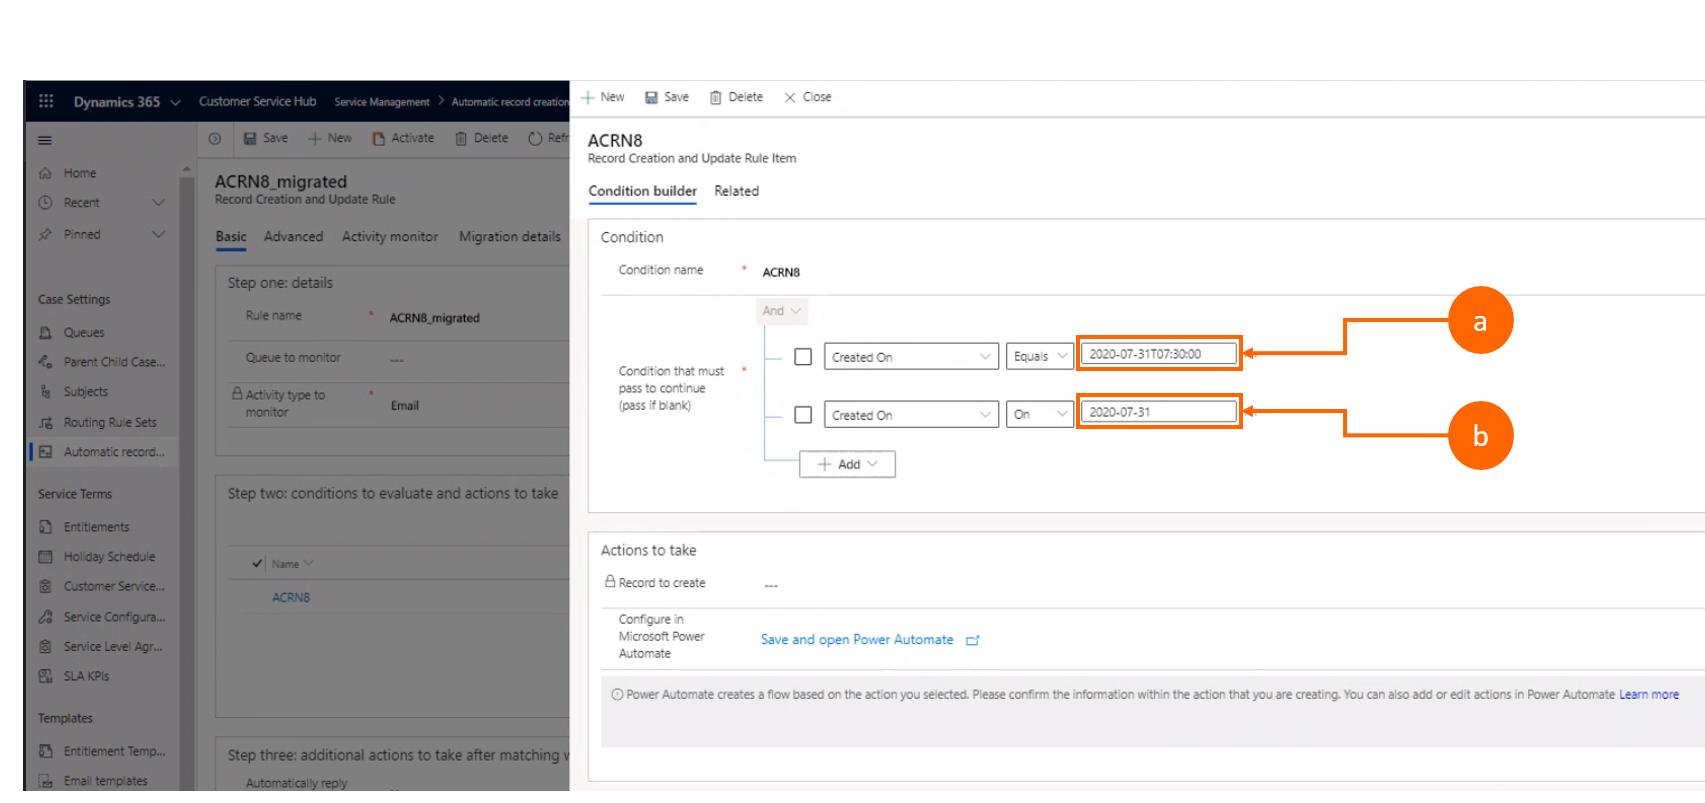 Dynamics 365 Customer Service Hub Service Management > Automatic record creation
Home
Recent
Pinned
Case Settings
Queues
Parent Child Case...
Subjects
Routing Rule Sets
Automatic record...
Service Terms
Entitlements
Holiday Schedule
Customer Service...
Service Configura...
Service Level Agr...
SLA KPIs
Templates
Entitlement Temp...
Email templates
Save New Activate Delete Refr
ACRN8_migrated
Record Creation and Update Rule
Basic Advanced Activity monitor Migration details
Step one: details
Rule name * ACRN8_migrated
Queue to monitor ---
Activity type to
monitor
* Email
Step two: conditions to evaluate and actions to take
Name
ACRN8
Step three: additional actions to take after matching w
Automatically reply
New Save Delete Close
ACRN8
Record Creation and Update Rule Item
Condition builder Related
Condition
Condition name * ACRN8
And
Condition that must
pass to continue
(pass if blank)
*
Created On Equals 2020-07-31T07:30:00
a
Created On On 2020-07-31
b
Add
Actions to take
Record to create ---
Configure in
Microsoft Power
Automate
Save and open Power Automate
Power Automate creates a flow based on the action you selected. Please confirm the information within the action that you are creating. You can also add or edit actions in Power Automate Learn more